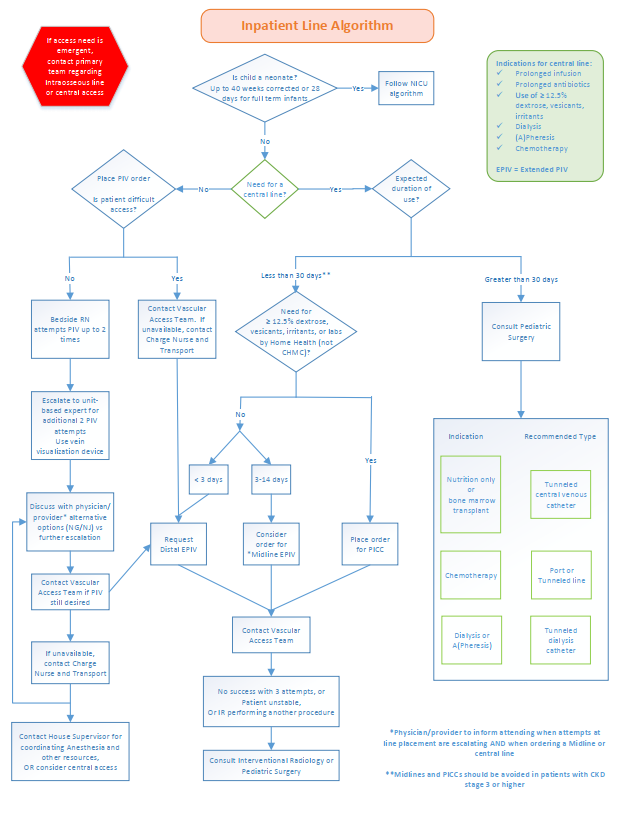 Inpatient Line Algorithm
If access need is
emergent,
contact primary
team regarding
Intraosseous line
or central access
Is child a neonate?
Up to 40 weeks corrected or 28
days for full term infants
Yes
Follow NICU
algorithm
Indications for central line:
✓ Prolonged infusion
✓ Prolonged antibiotics
✓ Use of ≥ 12.5%
dextrose, vesicants,
irritants
✓ Dialysis
✓ (A)Pheresis
✓ Chemotherapy
EPIV = Extended PIV
No
Place PIV order
Is patient difficult
access?
No
Need for a
central line?
Yes
Expected
duration of
use?
No
Yes
Less than 30 days**
Greater than 30 days
Bedside RN
attempts PIV up to 2
times
Contact Vascular
Access Team. If
unavailable, contact
Charge Nurse and
Transport
Need for
≥ 12.5% dextrose,
vesicants, irritants, or labs
by Home Health (not
CHMC)?
Consult Pediatric
Surgery
Escalate to unit-
based expert for
additional 2 PIV
attempts
Use vein
visualization device
No
Yes
< 3 days
3-14 days
Indication
Recommended Type
Nutrition only
or
bone marrow
transplant
Tunneled
central venous
catheter
Discuss with physician/
provider* alternative
options (NG/NJ) vs
further escalation
Request
Distal EPIV
Consider
order for
*Midline EPIV
Place order
for PICC
Chemotherapy
Port or
Tunneled line
Contact Vascular
Access Team if PIV
still desired
Dialysis or
A(Pheresis)
Tunneled
dialysis
catheter
If unavailable,
contact Charge
Nurse and Transport
Contact Vascular
Access Team
No success with 3 attempts, or
Patient unstable,
Or IR performing another procedure
Contact House Supervisor for
coordinating Anesthesia and
other resources,
OR consider central access
Consult Interventional Radiology or
Pediatric Surgery
*Physician/provider to inform attending when attempts at
line placement are escalating AND when ordering a Midline or
central line
**Midlines and PICCs should be avoided in patients with CKD
stage 3 or higher